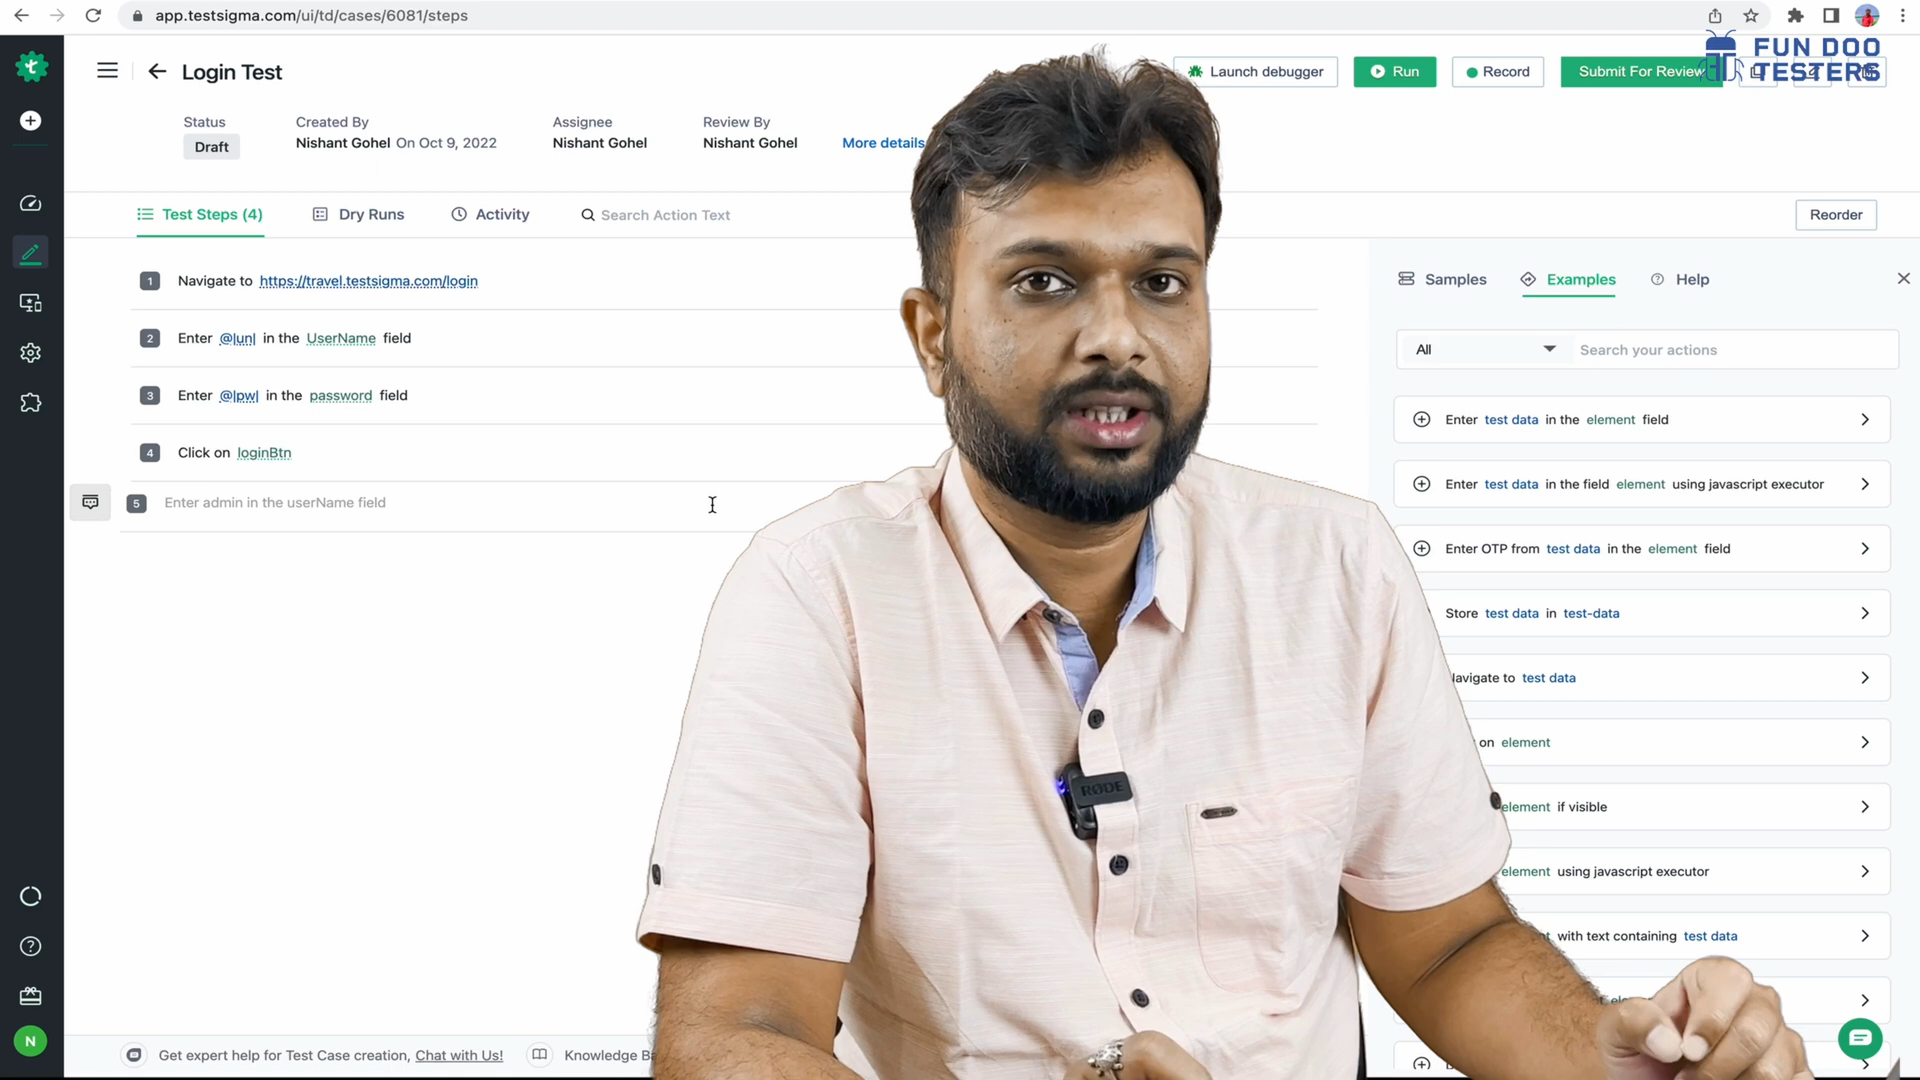 app.testsigma.com/ui/td/cases/6081/steps
FUN DOO
TESTERS
Login Test
Launch debugger
Run
Record
Submit For Review
Status
Draft
Created By
Nishant Gohel On Oct 9, 2022
Assignee
Nishant Gohel
Review By
Nishant Gohel
More details
Test Steps (4)
Dry Runs
Activity
Search Action Text
Reorder
1 Navigate to https://travel.testsigma.com/login
2 Enter @|un| in the UserName field
3 Enter @|pw| in the password field
4 Click on loginBtn
5 Enter admin in the userName field
Samples
Examples
Help
All
Search your actions
Enter test data in the element field
Enter test data in the field element using javascript executor
Enter OTP from test data in the element field
Store test data in test-data
Navigate to test data
on element
element if visible
element using javascript executor
with text containing test data
RØDE
N
Get expert help for Test Case creation, Chat with Us!
Knowledge